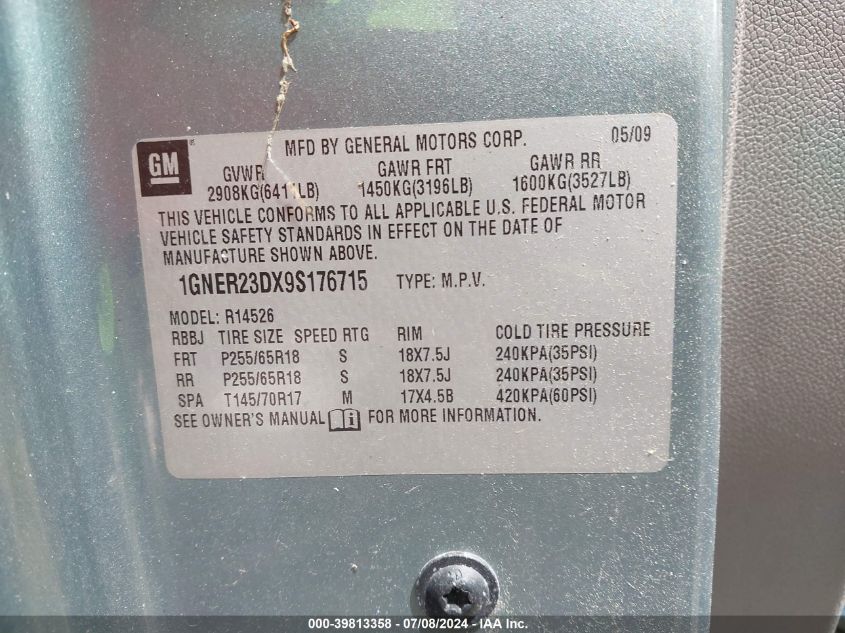 GM
MFD BY GENERAL MOTORS CORP. 05/09
GVWR GAWR FRT GAWR RR
2908KG(6411LB) 1450KG(3196LB) 1600KG(3527LB)
THIS VEHICLE CONFORMS TO ALL APPLICABLE U.S. FEDERAL MOTOR
VEHICLE SAFETY STANDARDS IN EFFECT ON THE DATE OF
MANUFACTURE SHOWN ABOVE.
1GNER23DX9S176715 TYPE: M.P.V.
MODEL: R14526
RBBJ TIRE SIZE SPEED RTG RIM COLD TIRE PRESSURE
FRT P255/65R18 S 18X7.5J 240KPA(35PSI)
RR P255/65R18 S 18X7.5J 240KPA(35PSI)
SPA T145/70R17 M 17X4.5B 420KPA(60PSI)
SEE OWNER'S MANUAL i FOR MORE INFORMATION.
000-39813358 - 07/08/2024 - IAA Inc.